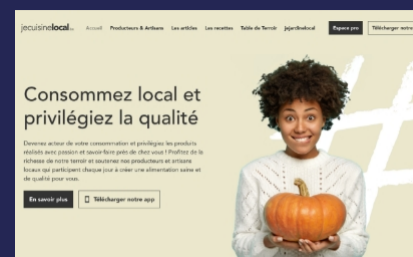 jecuisinelocal
Accueil Producteurs & Artisans Les articles Les recettes Table de Terroir Jejardinelocal Espace pro Télécharger notre
Consommez local et
privilégiez la qualité
Devenez acteur de votre consommation et privilégiez les produits
réalisés avec passion et savoir-faire près de chez vous ! Profitez de la
richesse de notre terroir et soutenez nos producteurs et artisans
locaux qui participent chaque jour à créer une alimentation saine et
de qualité pour vous.
En savoir plus Télécharger notre app